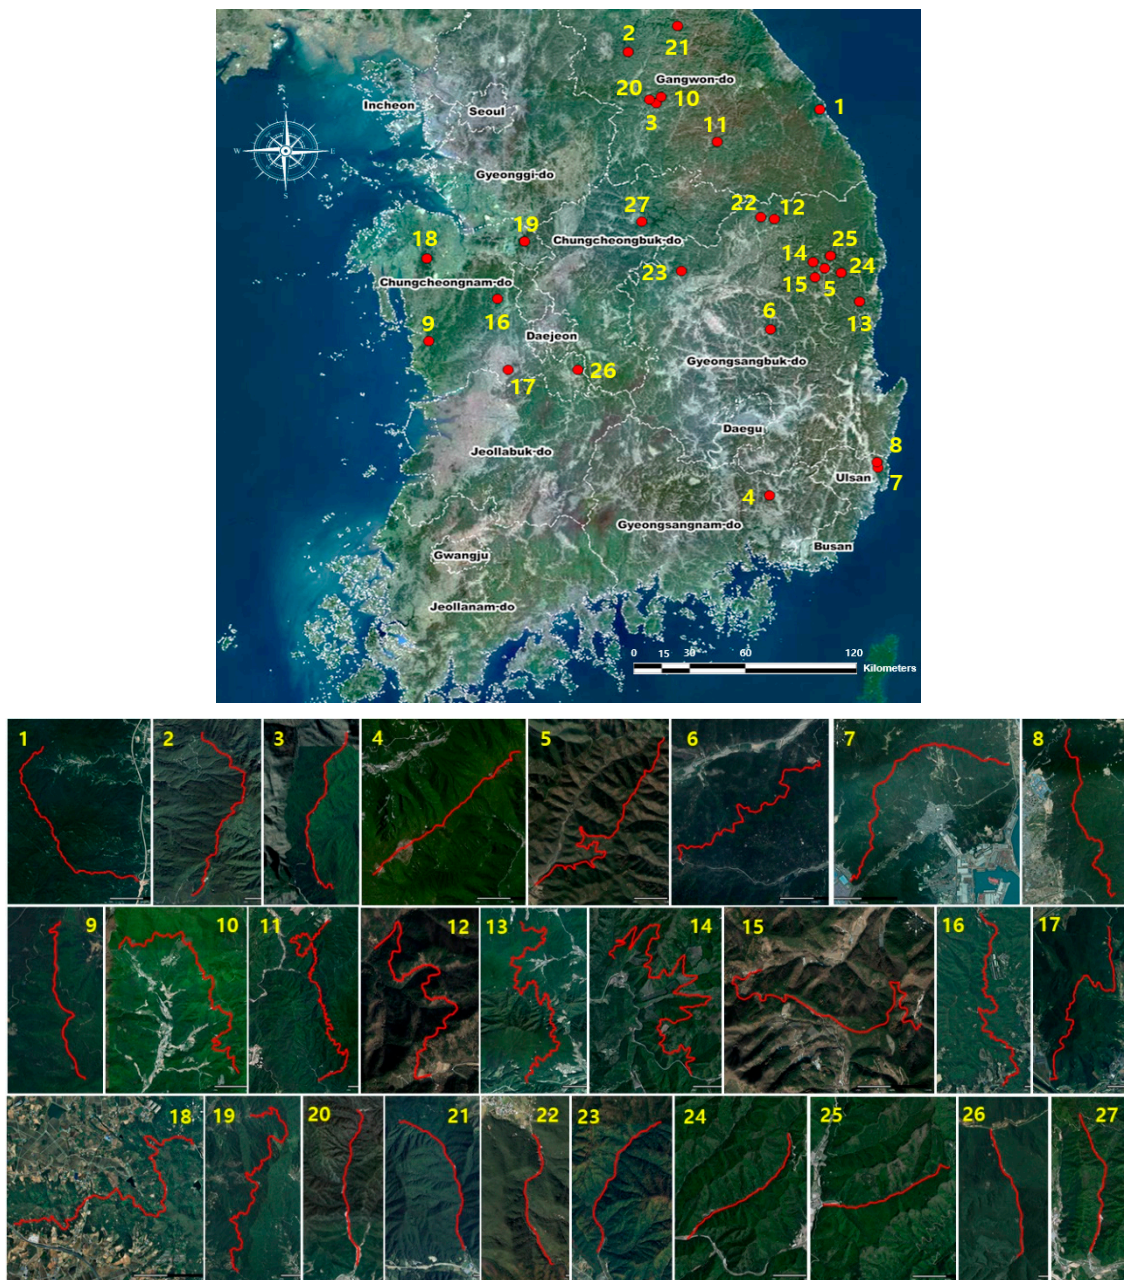 2
21
Gangwon-do
20
10
Incheon
Seoul
1
3
11
N
W
E
S
Gyeonggi-do
22
12
27
19
Chungcheongbuk-do
18
25
14
24
23
Chungcheongnam-do
15
5
16
6
13
9
Daejeon
Gyeongsangbuk-do
17
26
Daegu
8
Jeollabuk-do
Ulsan
7
4
Gyeongsangnam-do
Busan
Gwangju
Jeollanam-do
0 15 30 60 120
Kilometers
1 2 3 4 5 6 7 8
9 10 11 12 13 14 15 16 17
18 19 20 21 22 23 24 25 26 27